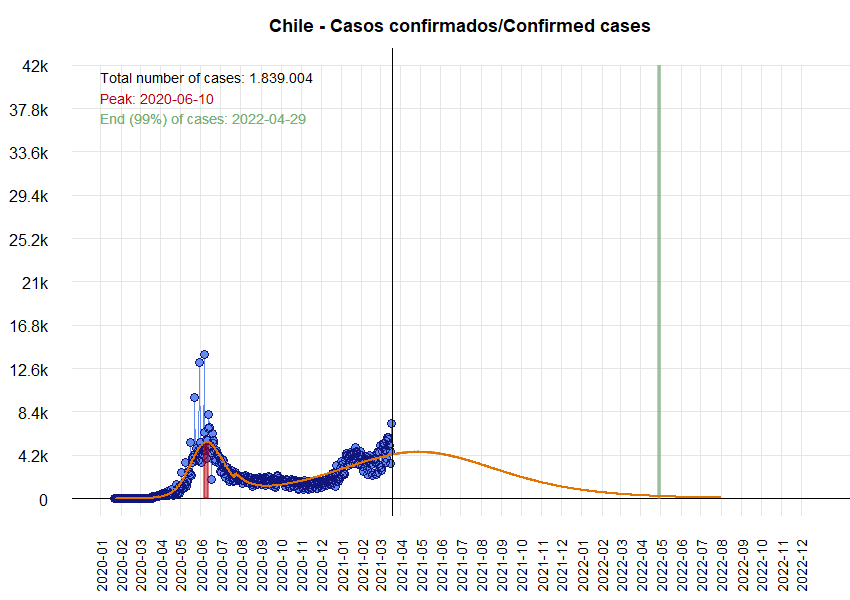 Chile - Casos confirmados/Confirmed cases
42k
37.8k
33.6k
29.4k
25.2k
21k
16.8k
12.6k
8.4k
4.2k
0
Total number of cases: 1.839.004
Peak: 2020-06-10
End (99%) of cases: 2022-04-29
2020-01
2020-02
2020-03
2020-04
2020-05
2020-06
2020-07
2020-08
2020-09
2020-10
2020-11
2020-12
2021-01
2021-02
2021-03
2021-04
2021-05
2021-06
2021-07
2021-08
2021-09
2021-10
2021-11
2021-12
2022-01
2022-02
2022-03
2022-04
2022-05
2022-06
2022-07
2022-08
2022-09
2022-10
2022-11
2022-12